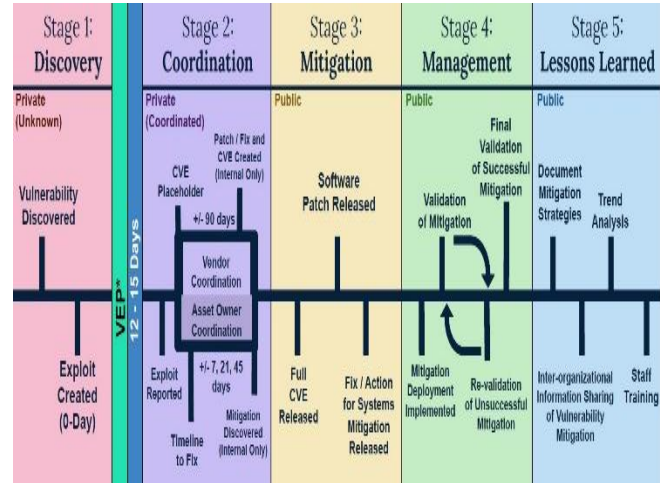 Stage 1:
Discovery
Private
(Unknown)
Vulnerability
Discovered
Exploit
Created
(0-Day)
VEP*
12 - 15 Days
Stage 2:
Coordination
Private
(Coordinated)
Patch / Fix and
CVE Created
(Internal Only)
CVE
Placeholder
+/- 90 days
Vendor
Coordination
Asset Owner
Coordination
+/- 7, 21, 45
days
Exploit
Reported
Timeline
to Fix
Mitigation
Discovered
(Internal Only)
Stage 3:
Mitigation
Public
Software
Patch Released
Full
CVE
Released
Fix / Action
for Systems
Mitigation
Released
Stage 4:
Management
Public
Final
Validation
of Successful
Mitigation
Validation
of Mitigation
Mitigation
Deployment
Implemented
Re-validation
of Unsuccessful
Mitigation
Stage 5:
Lessons Learned
Public
Document
Mitigation
Strategies
Trend
Analysis
Inter-organizational
Information Sharing
of Vulnerability
Mitigation
Staff
Training